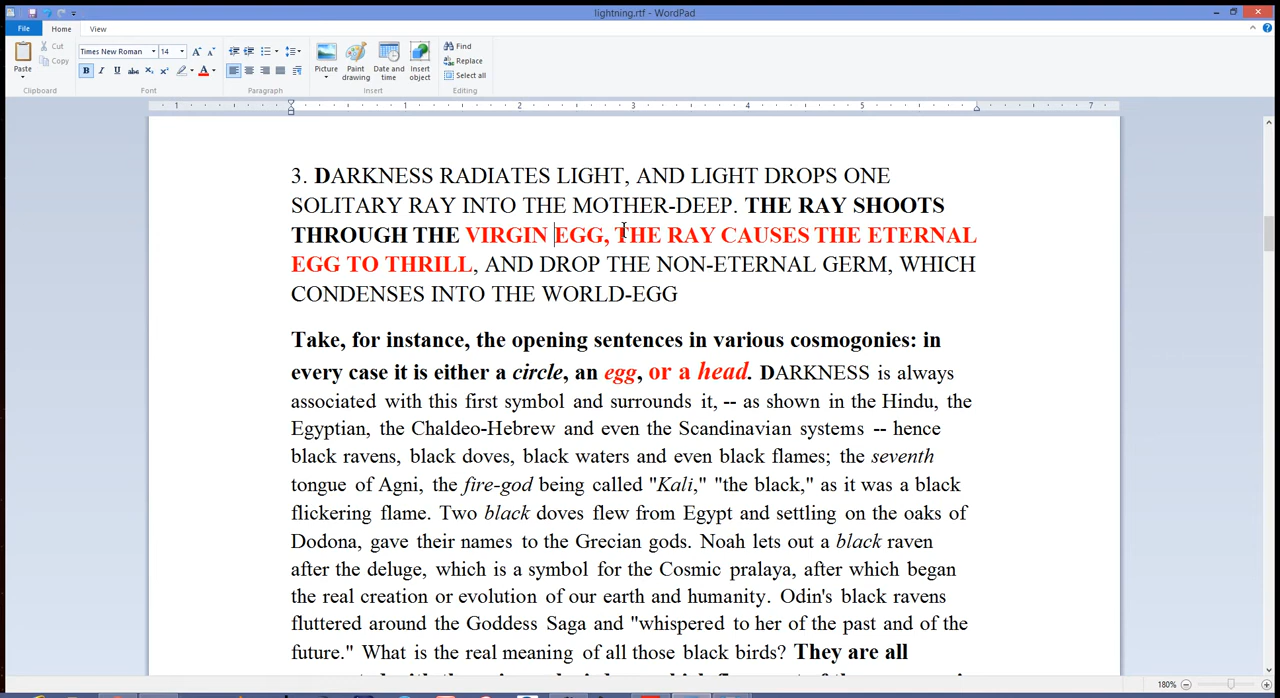 lightning.rtf - WordPad
File Home View
Cut
Copy
Paste
Times New Roman 14
Picture
Paint drawing
Date and time
Insert object
Find
Replace
Select all
Clipboard Font Paragraph Insert Editing
1 1 2 3 4 5 7
3. DARKNESS RADIATES LIGHT, AND LIGHT DROPS ONE
SOLITARY RAY INTO THE MOTHER-DEEP. THE RAY SHOOTS
THROUGH THE VIRGIN EGG, THE RAY CAUSES THE ETERNAL
EGG TO THRILL, AND DROP THE NON-ETERNAL GERM, WHICH
CONDENSES INTO THE WORLD-EGG
Take, for instance, the opening sentences in various cosmogonies: in
every case it is either a circle, an egg, or a head. DARKNESS is always
associated with this first symbol and surrounds it, -- as shown in the Hindu, the
Egyptian, the Chaldeo-Hebrew and even the Scandinavian systems -- hence
black ravens, black doves, black waters and even black flames; the seventh
tongue of Agni, the fire-god being called "Kali," "the black," as it was a black
flickering flame. Two black doves flew from Egypt and settling on the oaks of
Dodona, gave their names to the Grecian gods. Noah lets out a black raven
after the deluge, which is a symbol for the Cosmic pralaya, after which began
the real creation or evolution of our earth and humanity. Odin's black ravens
fluttered around the Goddess Saga and "whispered to her of the past and of the
future." What is the real meaning of all those black birds? They are all
180%